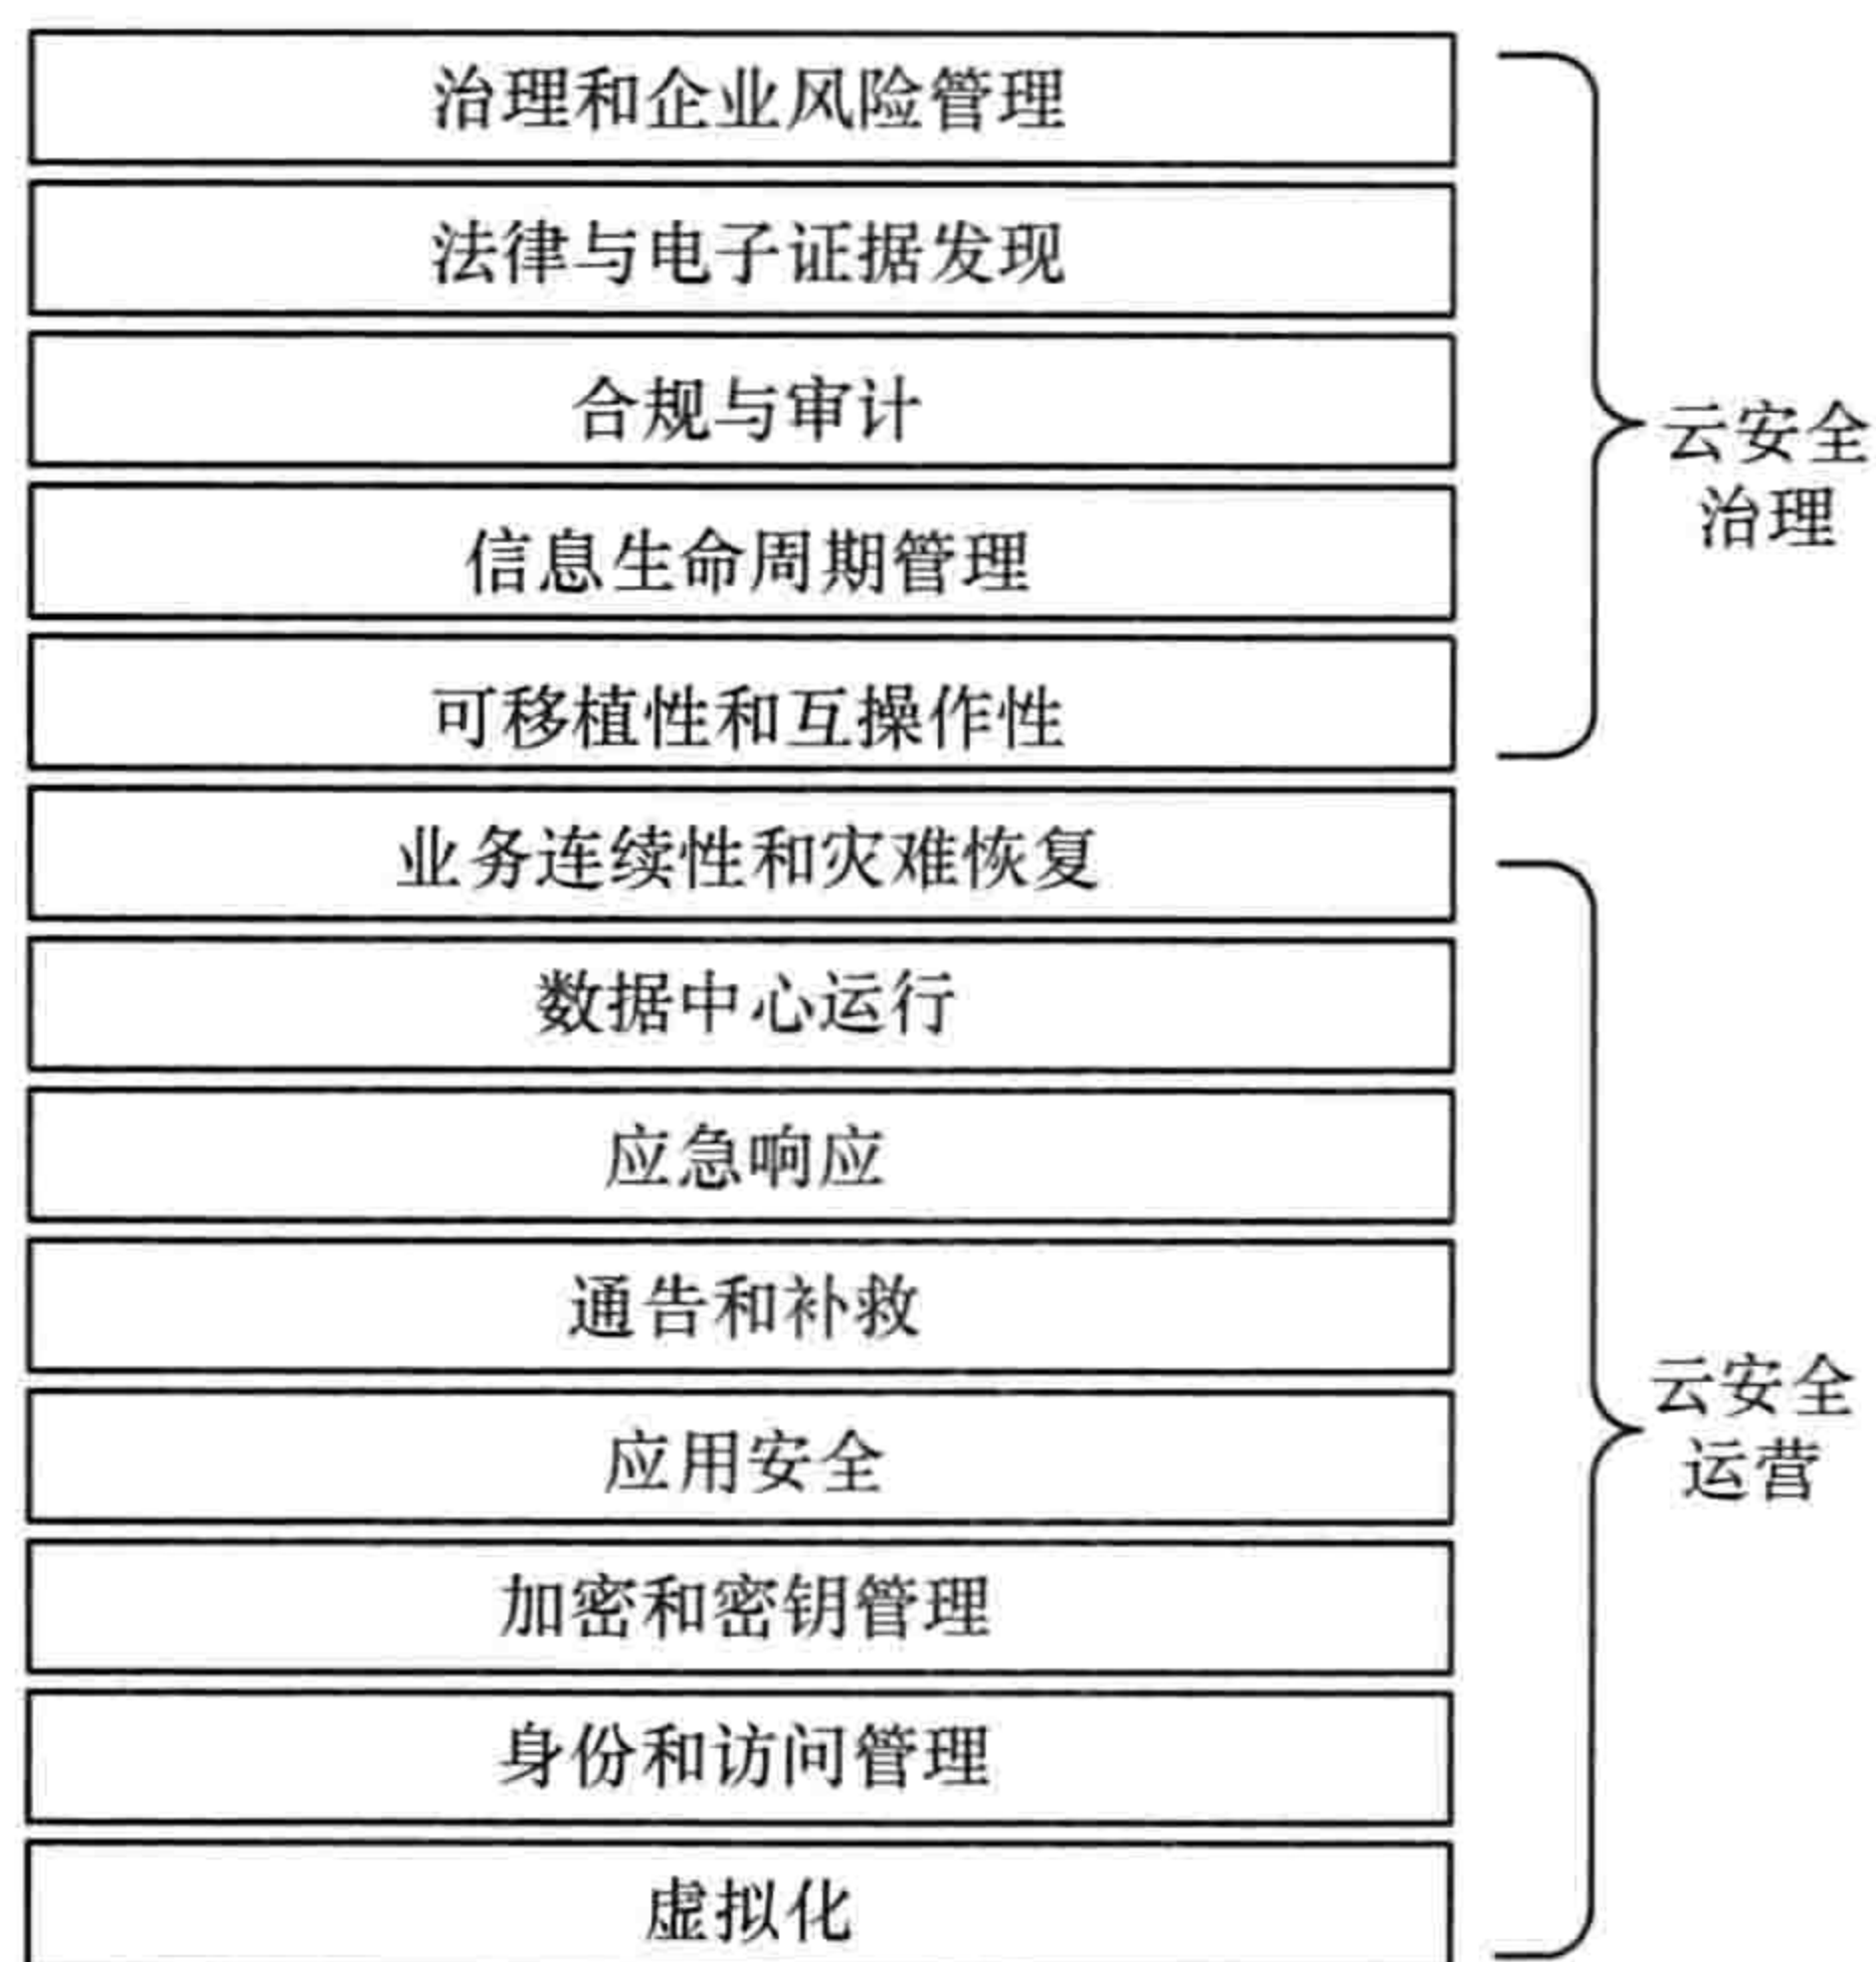 治理和企业风险管理
法律与电子证据发现
合规与审计
信息生命周期管理
可移植性和互操作性
云安全
治理
业务连续性和灾难恢复
数据中心运行
应急响应
通告和补救
应用安全
加密和密钥管理
身份和访问管理
虚拟化
云安全
运营